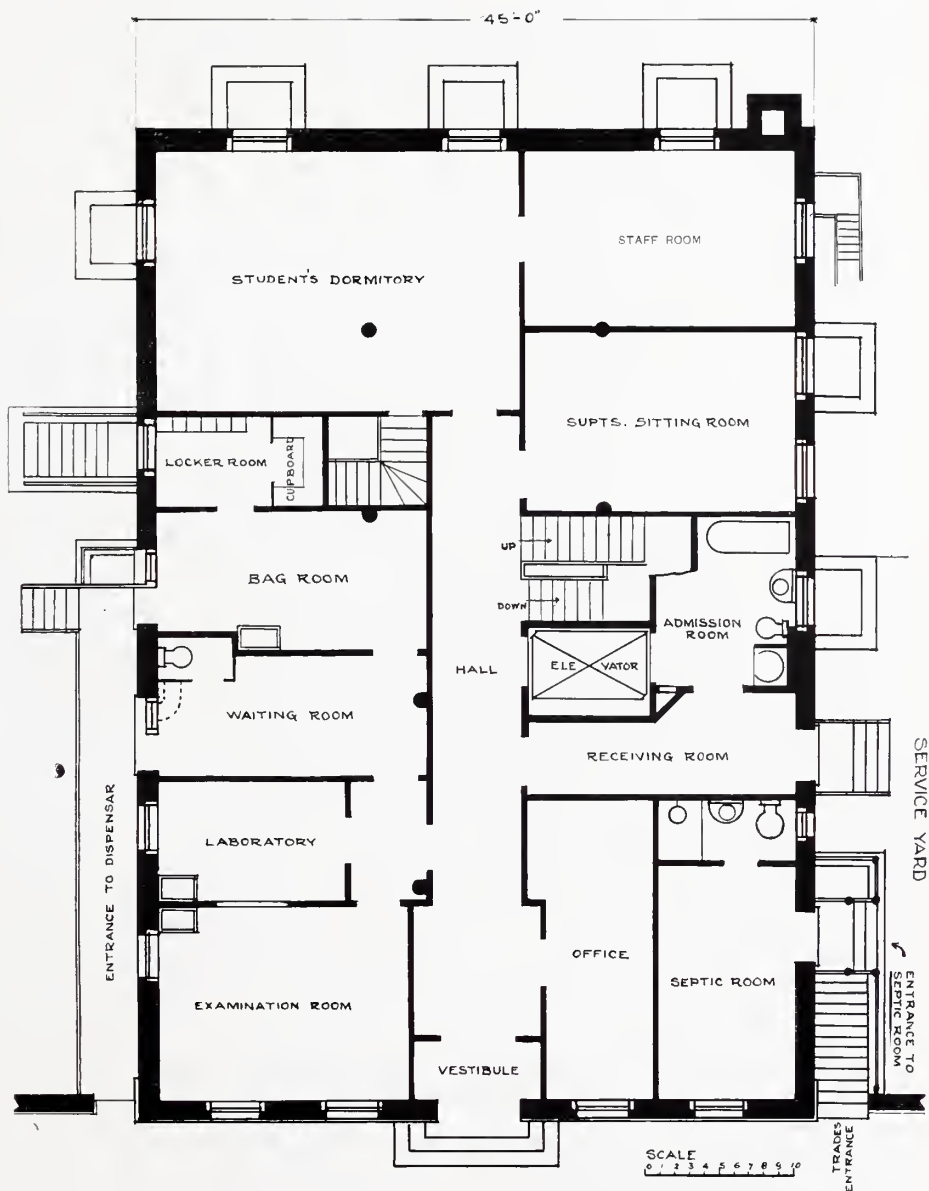 45'-0"
STUDENT'S DORMITORY
STAFF ROOM
SUPTS. SITTING ROOM
LOCKER ROOM
CUPBOARD
BAG ROOM
UP
DOWN
ADMISSION
ROOM
ELE VATOR
HALL
WAITING ROOM
RECEIVING ROOM
SERVICE YARD
LABORATORY
ENTRANCE TO DISPENSAR
OFFICE
SEPTIC ROOM
EXAMINATION ROOM
ENTRANCE TO
SEPTIC ROOM
VESTIBULE
SCALE
0 1 2 3 4 5 6 7 8 9 10
TRADES
ENTRANCE